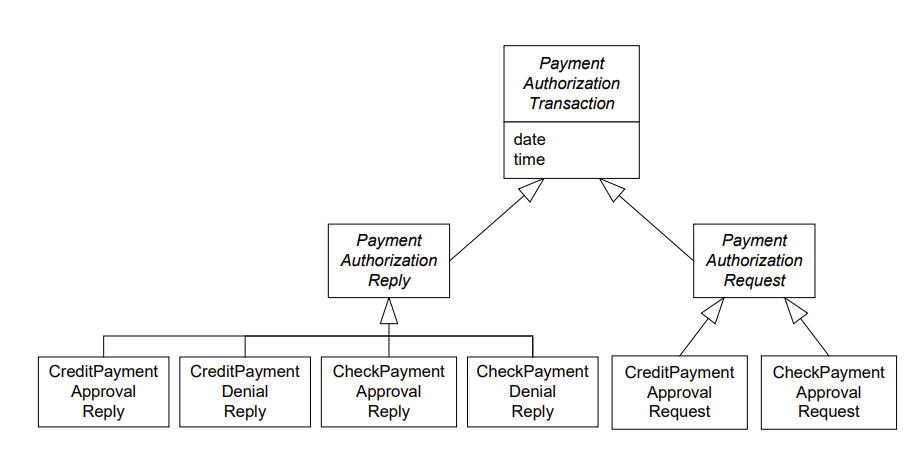 Payment
Authorization
Transaction
date
time
Payment
Authorization
Reply
Payment
Authorization
Request
CreditPayment
Approval
Reply
CreditPayment
Denial
Reply
CheckPayment
Approval
Reply
CheckPayment
Denial
Reply
CreditPayment
Approval
Request
CheckPayment
Approval
Request